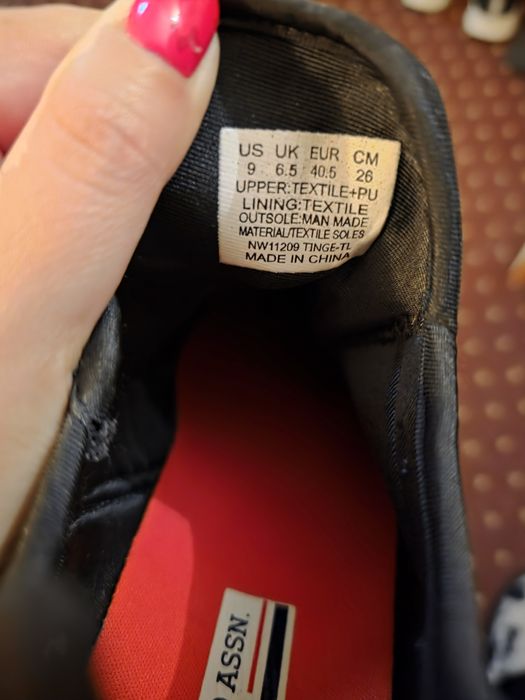 US UK EUR CM
9 6.5 40.5 26
UPPER:TEXTILE+PU
LINING:TEXTILE
OUTSOLE:MAN MADE
MATERIAL/TEXTILE SOLES
NW11209 TINGE-TL
MADE IN CHINA
ASSN.